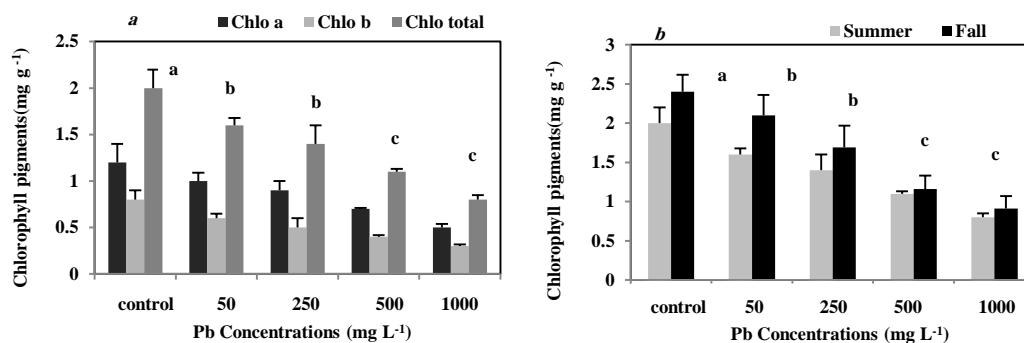 a
Chlo a Chlo b Chlo total
2.5
2
1.5
1
0.5
0
Chlorophyll pigments(mg g -1)
a
b
b
c
c
control 50 250 500 1000
Pb Concentrations (mg L-1)
b
Summer Fall
3
2.5
2
1.5
1
0.5
0
Chlorophyll pigments(mg g -1)
a
b
b
c
c
control 50 250 500 1000
Pb Concentrations (mg L-1)